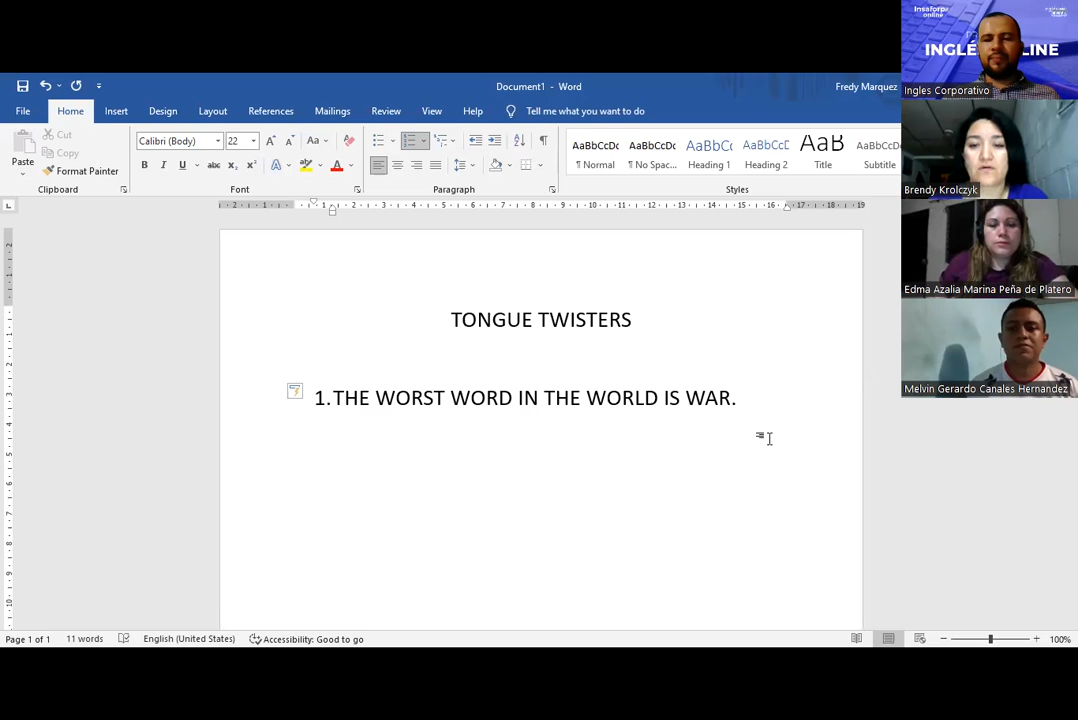 Document1 - Word
Fredy Marquez
File Home Insert Design Layout References Mailings Review View Help Tell me what you want to do
Paste
Cut
Copy
Format Painter
Clipboard
Calibri (Body) 22
Font
Paragraph
AaBbCcDc AaBbCcDc AaBbCc AaBbCcD AaB AaBbCcD
¶ Normal ¶ No Spac... Heading 1 Heading 2 Title Subtitle
Styles
TONGUE TWISTERS
1. THE WORST WORD IN THE WORLD IS WAR.
Page 1 of 1 11 words English (United States) Accessibility: Good to go 100%
Insaforp
online
Ingles Corporativo
Brendy Krolczyk
Edma Azalia Marina Peña de Platero
Melvin Gerardo Canales Hernandez